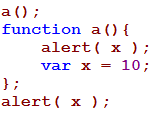 a();
function a(){
    alert( x );
    var x = 10;
};
alert( x );